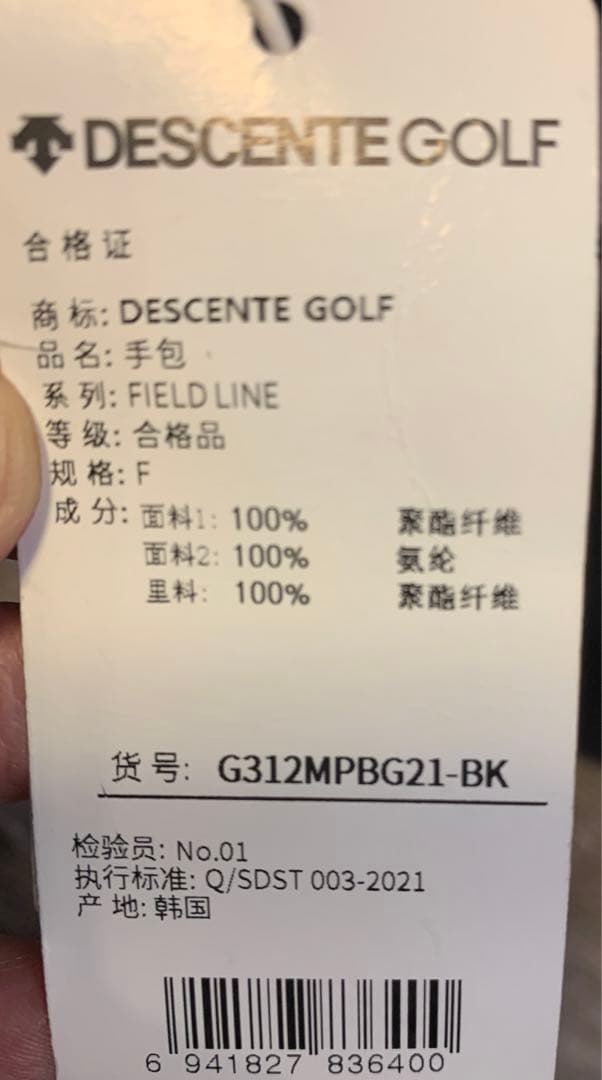 DESCENTE GOLF
合格证
商标: DESCENTE GOLF
品名: 手包
系列: FIELD LINE
等级: 合格品
规格: F
成分: 面料1: 100% 聚酯纤维
面料2: 100% 氨纶
里料: 100% 聚酯纤维
货号: G312MPBG21-BK
检验员: No.01
执行标准: Q/SDST 003-2021
产地: 韩国
6 941827 836400